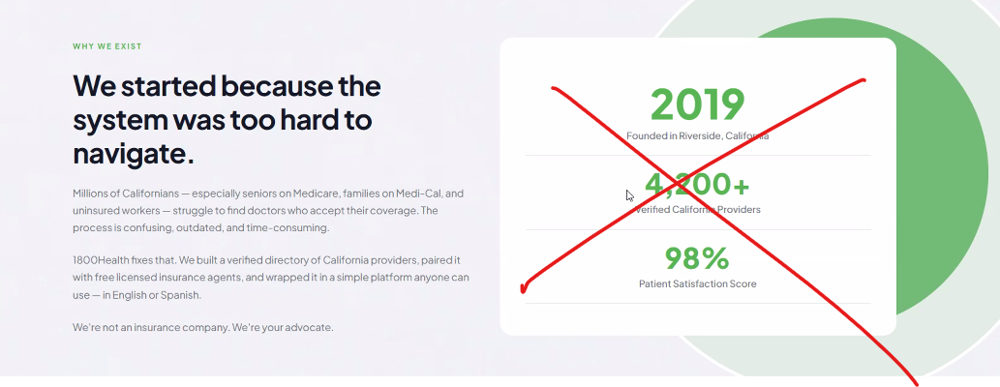 WHY WE EXIST
We started because the
system was too hard to
navigate.
Millions of Californians — especially seniors on Medicare, families on Medi-Cal, and
uninsured workers — struggle to find doctors who accept their coverage. The
process is confusing, outdated, and time-consuming.
1800Health fixes that. We built a verified directory of California providers, paired it
with free licensed insurance agents, and wrapped it in a simple platform anyone can
use — in English or Spanish.
We're not an insurance company. We're your advocate.
2019
Founded in Riverside, California
4,200+
Verified California Providers
98%
Patient Satisfaction Score